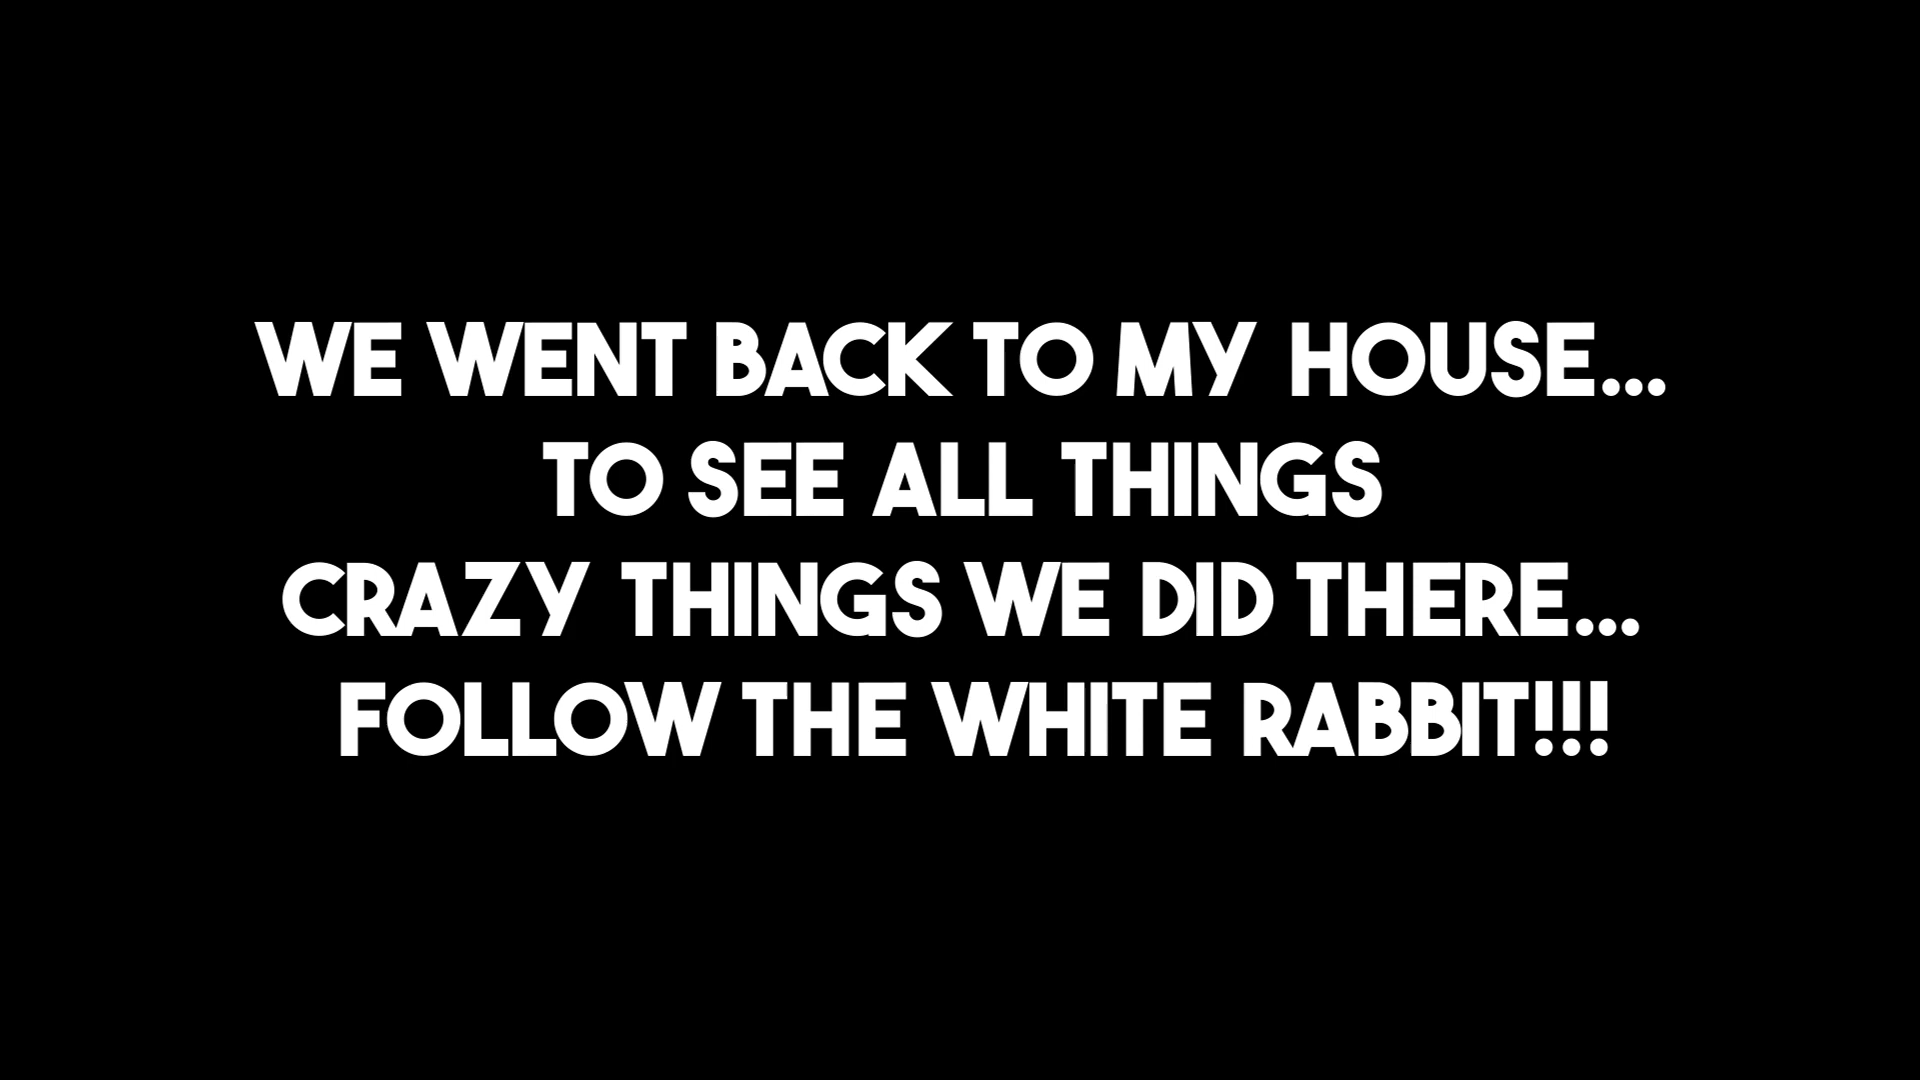 WE WENT BACK TO MY HOUSE...
TO SEE ALL THINGS
CRAZY THINGS WE DID THERE...
FOLLOW THE WHITE RABBIT!!!